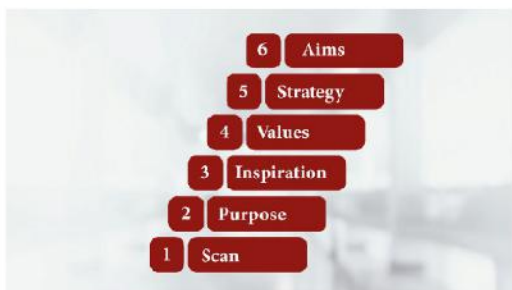 6 Aims
5 Strategy
4 Values
3 Inspiration
2 Purpose
1 Scan